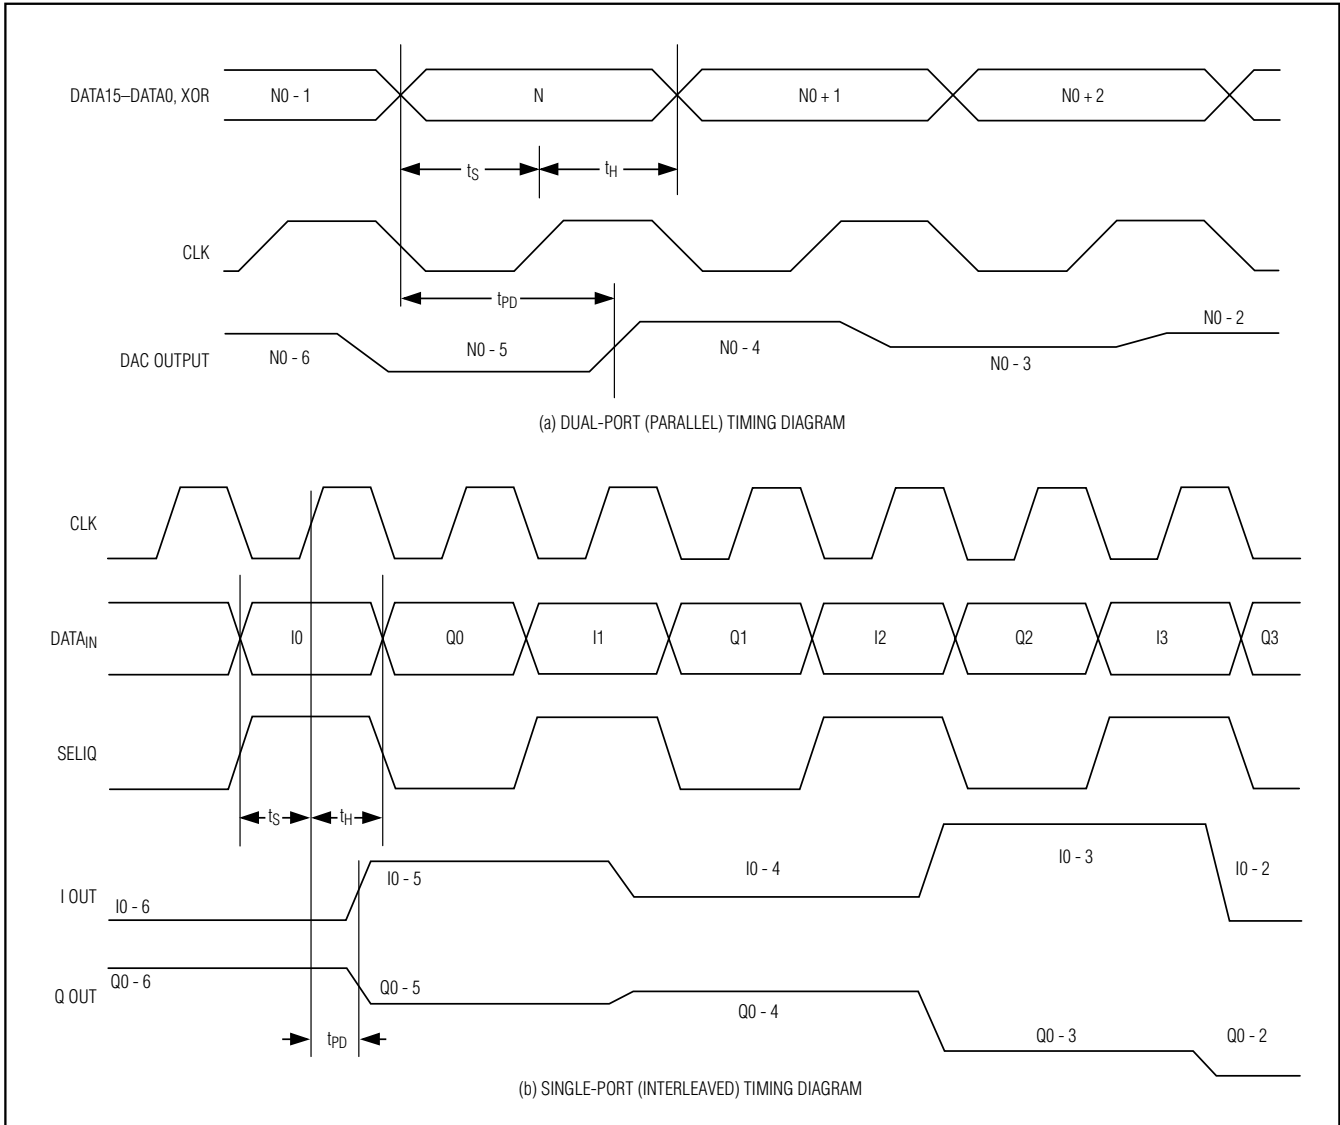 DATA15–DATA0, XOR
N0 - 1
N
N0 + 1
N0 + 2
tS
tH
CLK
tPD
DAC OUTPUT
N0 - 6
N0 - 5
N0 - 4
N0 - 3
N0 - 2
(a) DUAL-PORT (PARALLEL) TIMING DIAGRAM
CLK
DATAIN
I0
Q0
I1
Q1
I2
Q2
I3
Q3
SELIQ
tS
tH
I OUT
I0 - 6
I0 - 5
I0 - 4
I0 - 3
I0 - 2
Q OUT
Q0 - 6
Q0 - 5
Q0 - 4
Q0 - 3
Q0 - 2
tPD
(b) SINGLE-PORT (INTERLEAVED) TIMING DIAGRAM